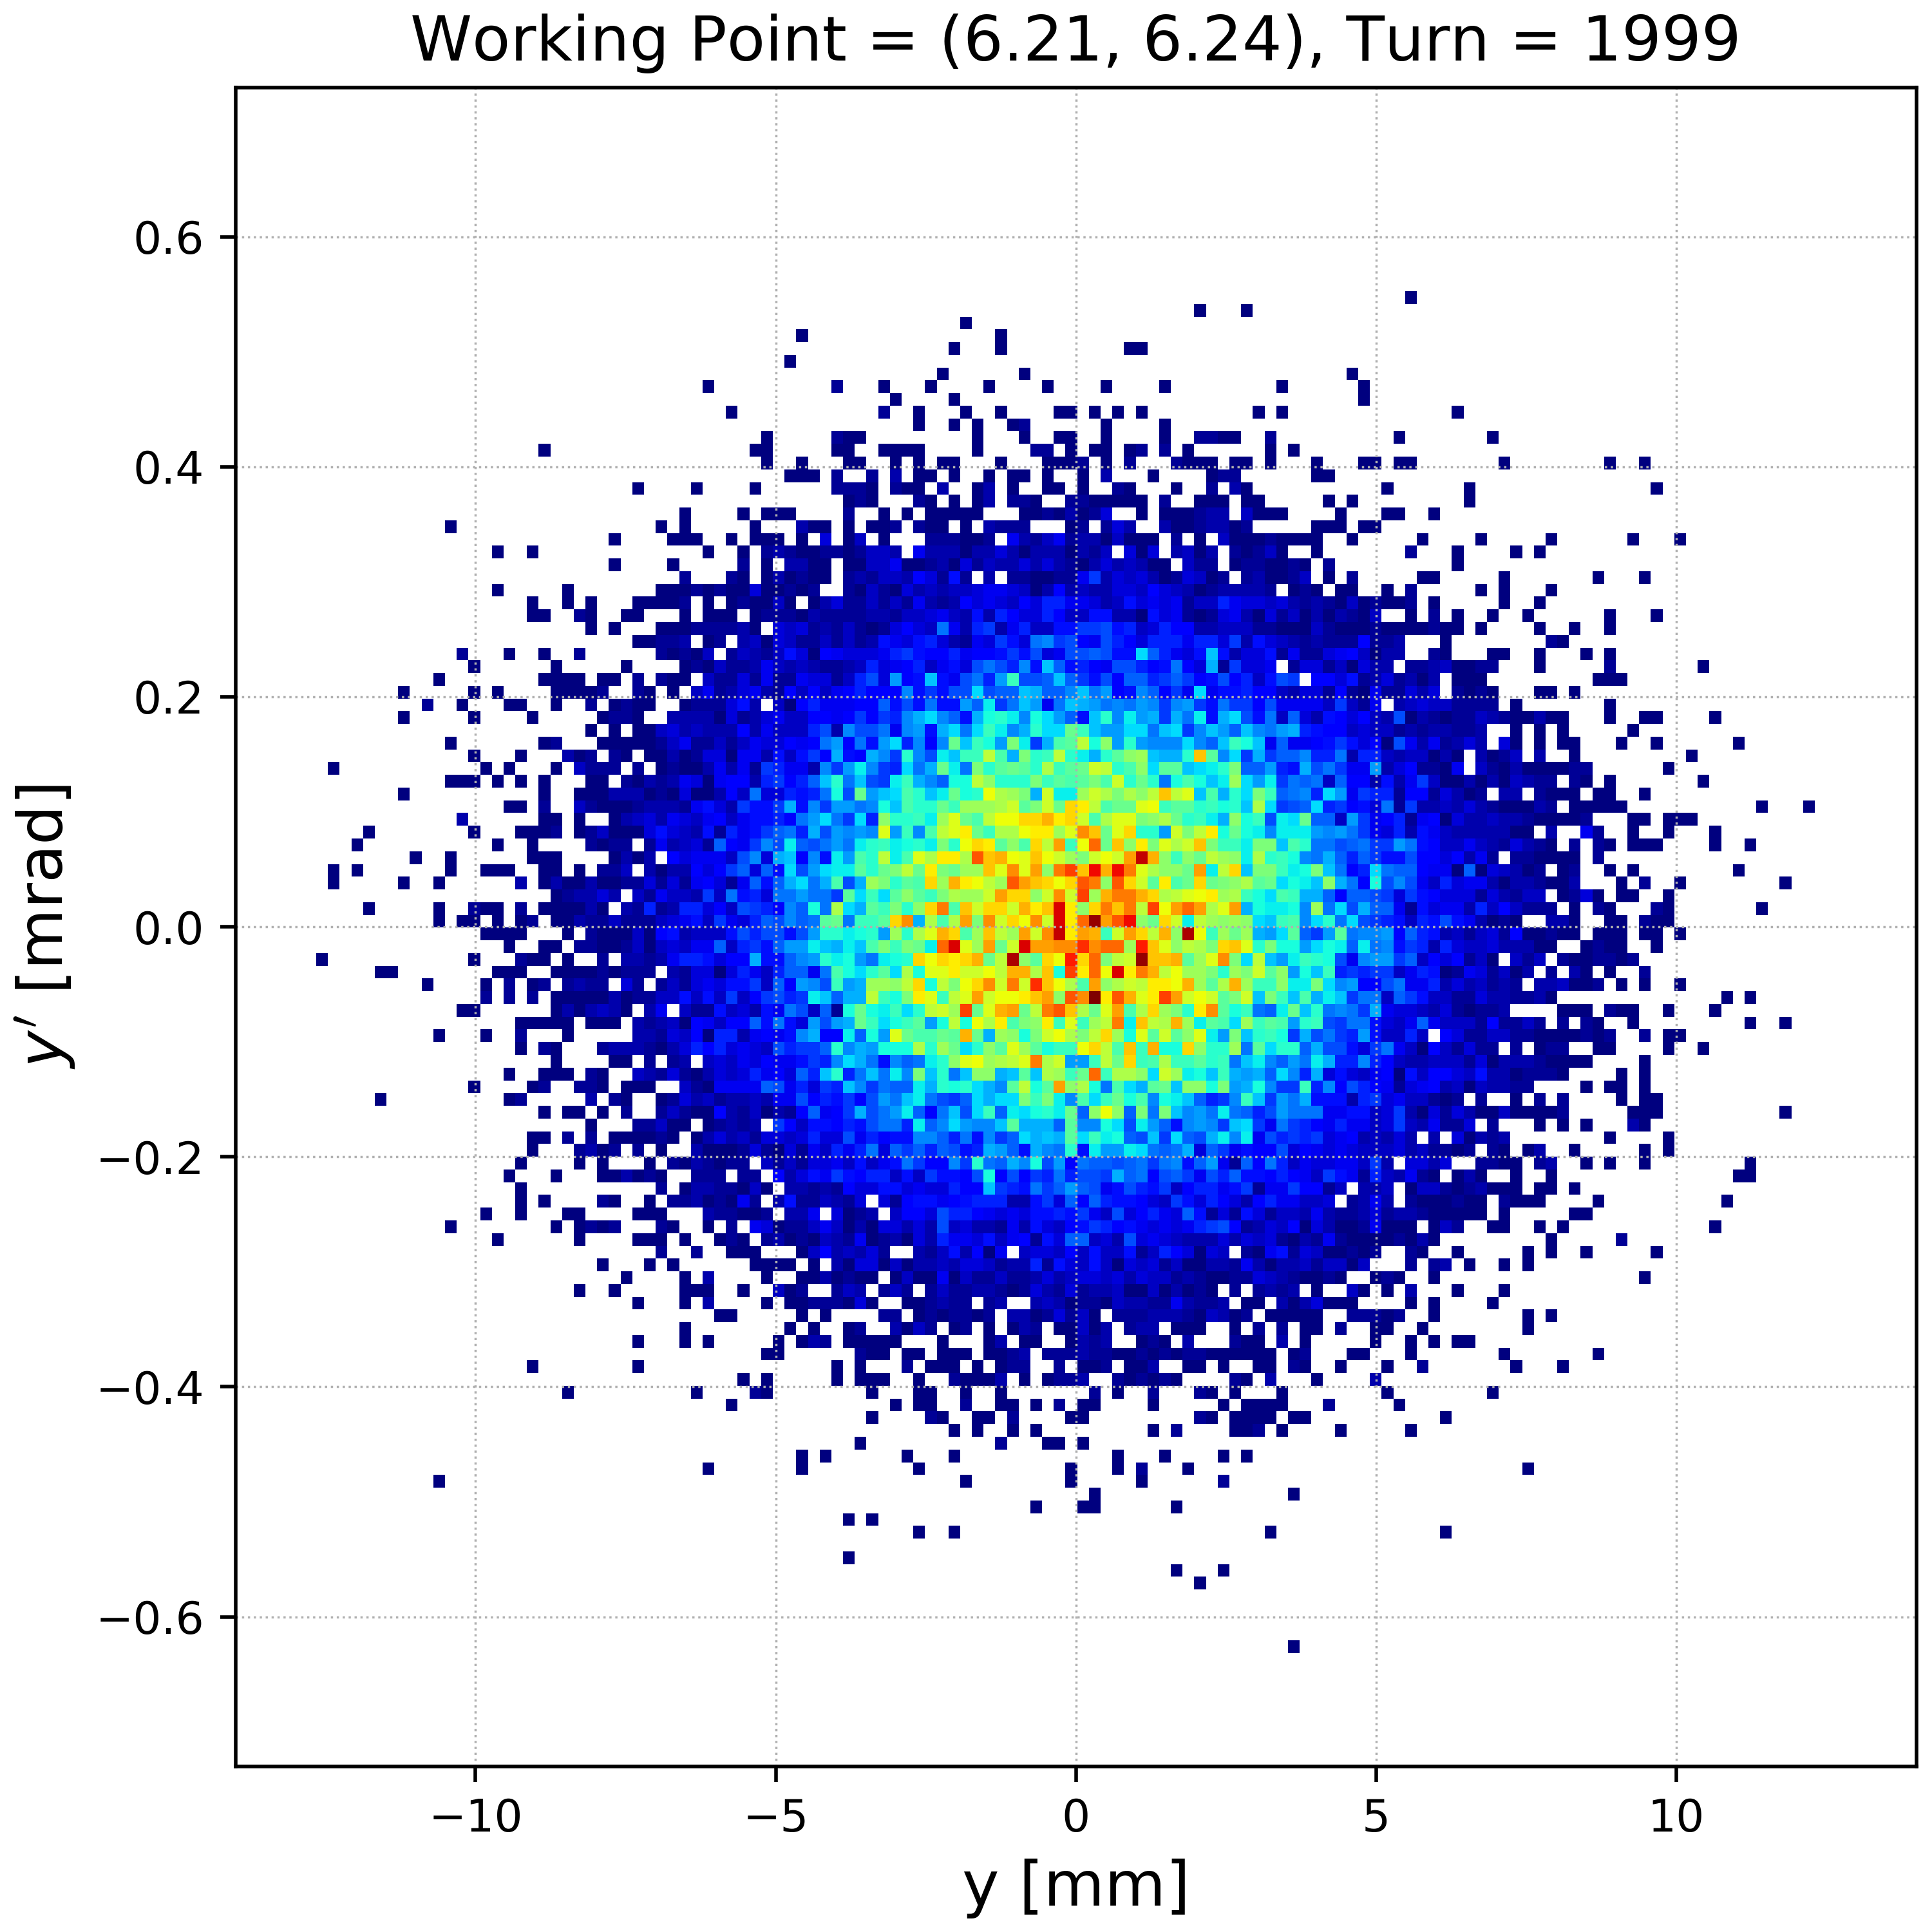 Working Point = (6.21, 6.24), Turn = 1999
0.6
0.4
0.2
0.0
−0.2
−0.4
−0.6
y′ [mrad]
−10 −5 0 5 10
y [mm]